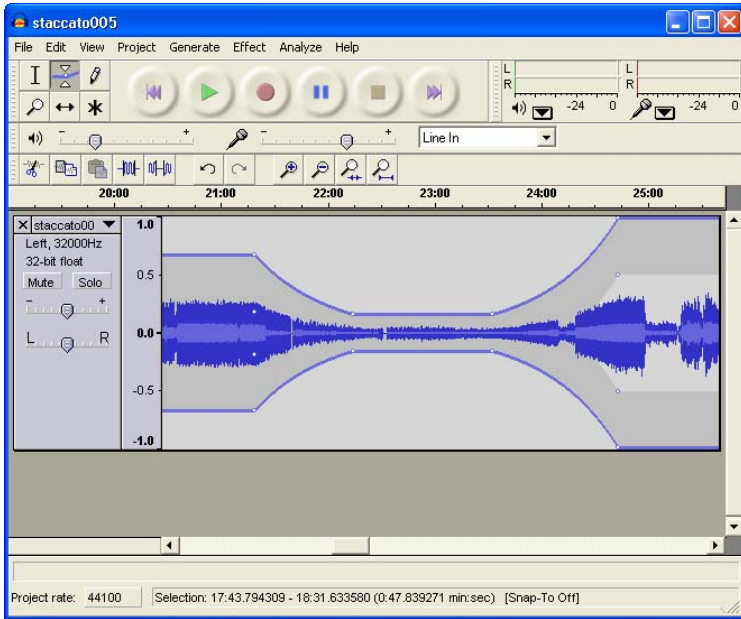 staccato005
File Edit View Project Generate Effect Analyze Help
L
R
-24 0
L
R
-24 0
- +
- +
Line In
20:00 21:00 22:00 23:00 24:00 25:00
X staccato00
Left, 32000Hz
32-bit float
Mute Solo
- +
L R
1.0
0.5
0.0
-0.5
-1.0
Project rate: 44100 Selection: 17:43.794309 - 18:31.633580 (0:47.839271 min:sec) [Snap-To Off]